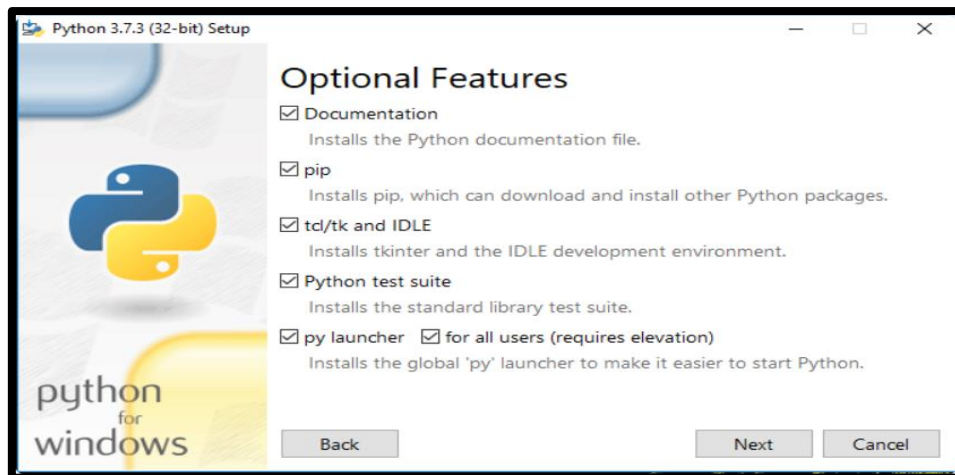 Python 3.7.3 (32-bit) Setup
Optional Features
Documentation
Installs the Python documentation file.
pip
Installs pip, which can download and install other Python packages.
tcl/tk and IDLE
Installs tkinter and the IDLE development environment.
Python test suite
Installs the standard library test suite.
py launcher for all users (requires elevation)
Installs the global 'py' launcher to make it easier to start Python.
python
for
windows
Back Next Cancel